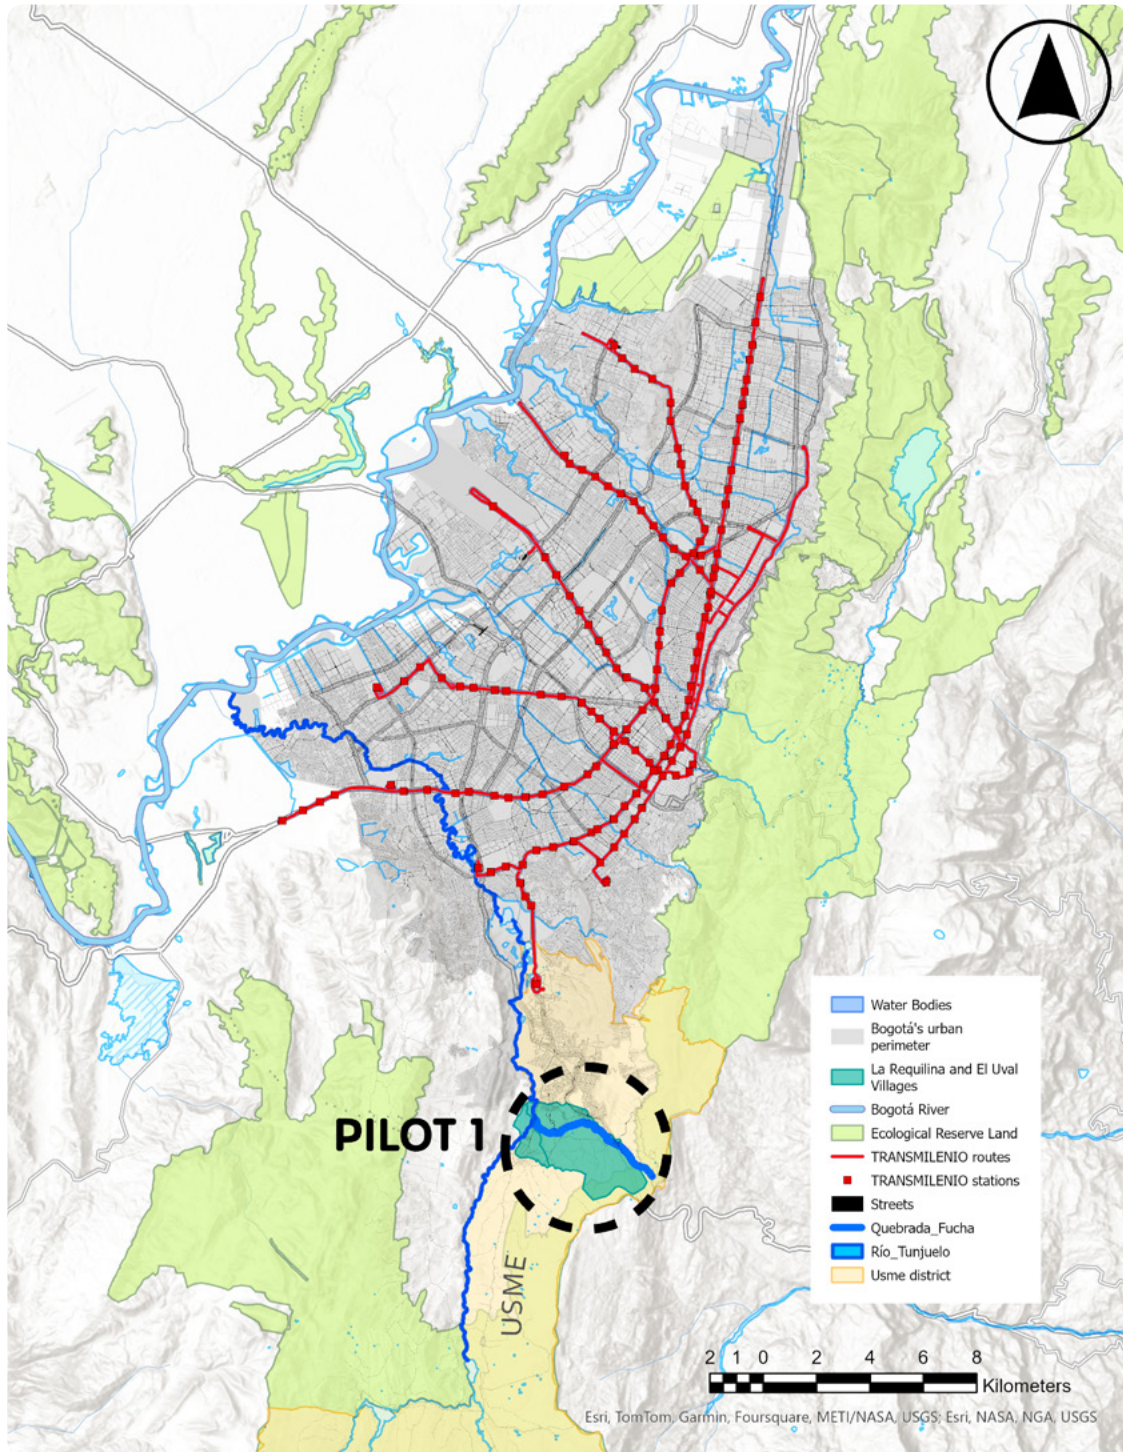 PILOT 1
USME
Water Bodies
Bogotá's urban
perimeter
La Requilina and El Uval
Villages
Bogotá River
Ecological Reserve Land
TRANSMILENIO routes
TRANSMILENIO stations
Streets
Quebrada_Fucha
Río_Tunjuelo
Usme district
2 1 0 2 4 6 8
Kilometers
Esri, TomTom, Garmin, Foursquare, METI/NASA, USGS; Esri, NASA, NGA, USGS